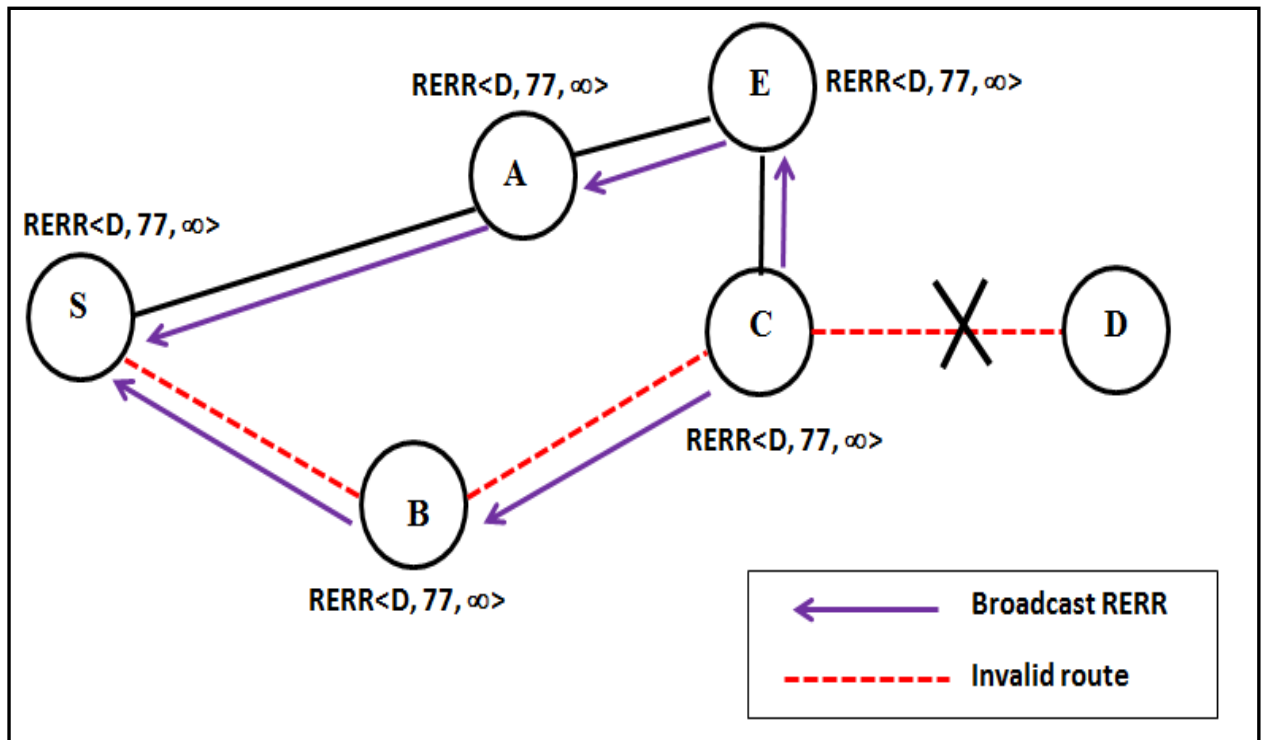 E
RERR<D, 77, ∞>
RERR<D, 77, ∞>
A
RERR<D, 77, ∞>
S
C
D
RERR<D, 77, ∞>
B
RERR<D, 77, ∞>
Broadcast RERR
Invalid route